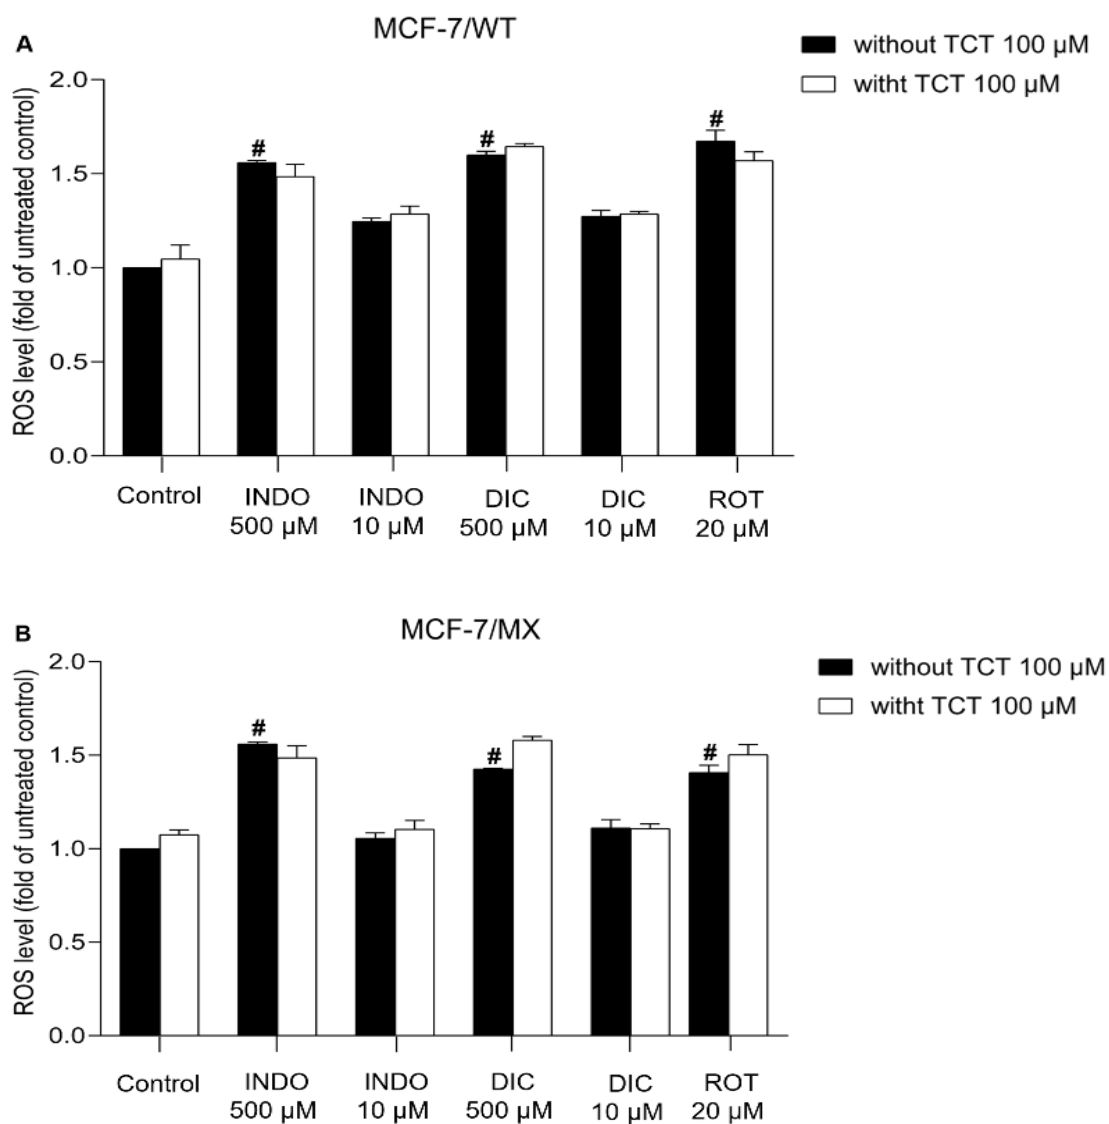 A
MCF-7/WT
without TCT 100 µM
witht TCT 100 µM
ROS level (fold of untreated control)
2.0
1.5
1.0
0.5
0.0
#
#
#
Control
INDO
500 µM
INDO
10 µM
DIC
500 µM
DIC
10 µM
ROT
20 µM
B
MCF-7/MX
without TCT 100 µM
witht TCT 100 µM
ROS level (fold of untreated control)
2.0
1.5
1.0
0.5
0.0
#
#
#
Control
INDO
500 µM
INDO
10 µM
DIC
500 µM
DIC
10 µM
ROT
20 µM